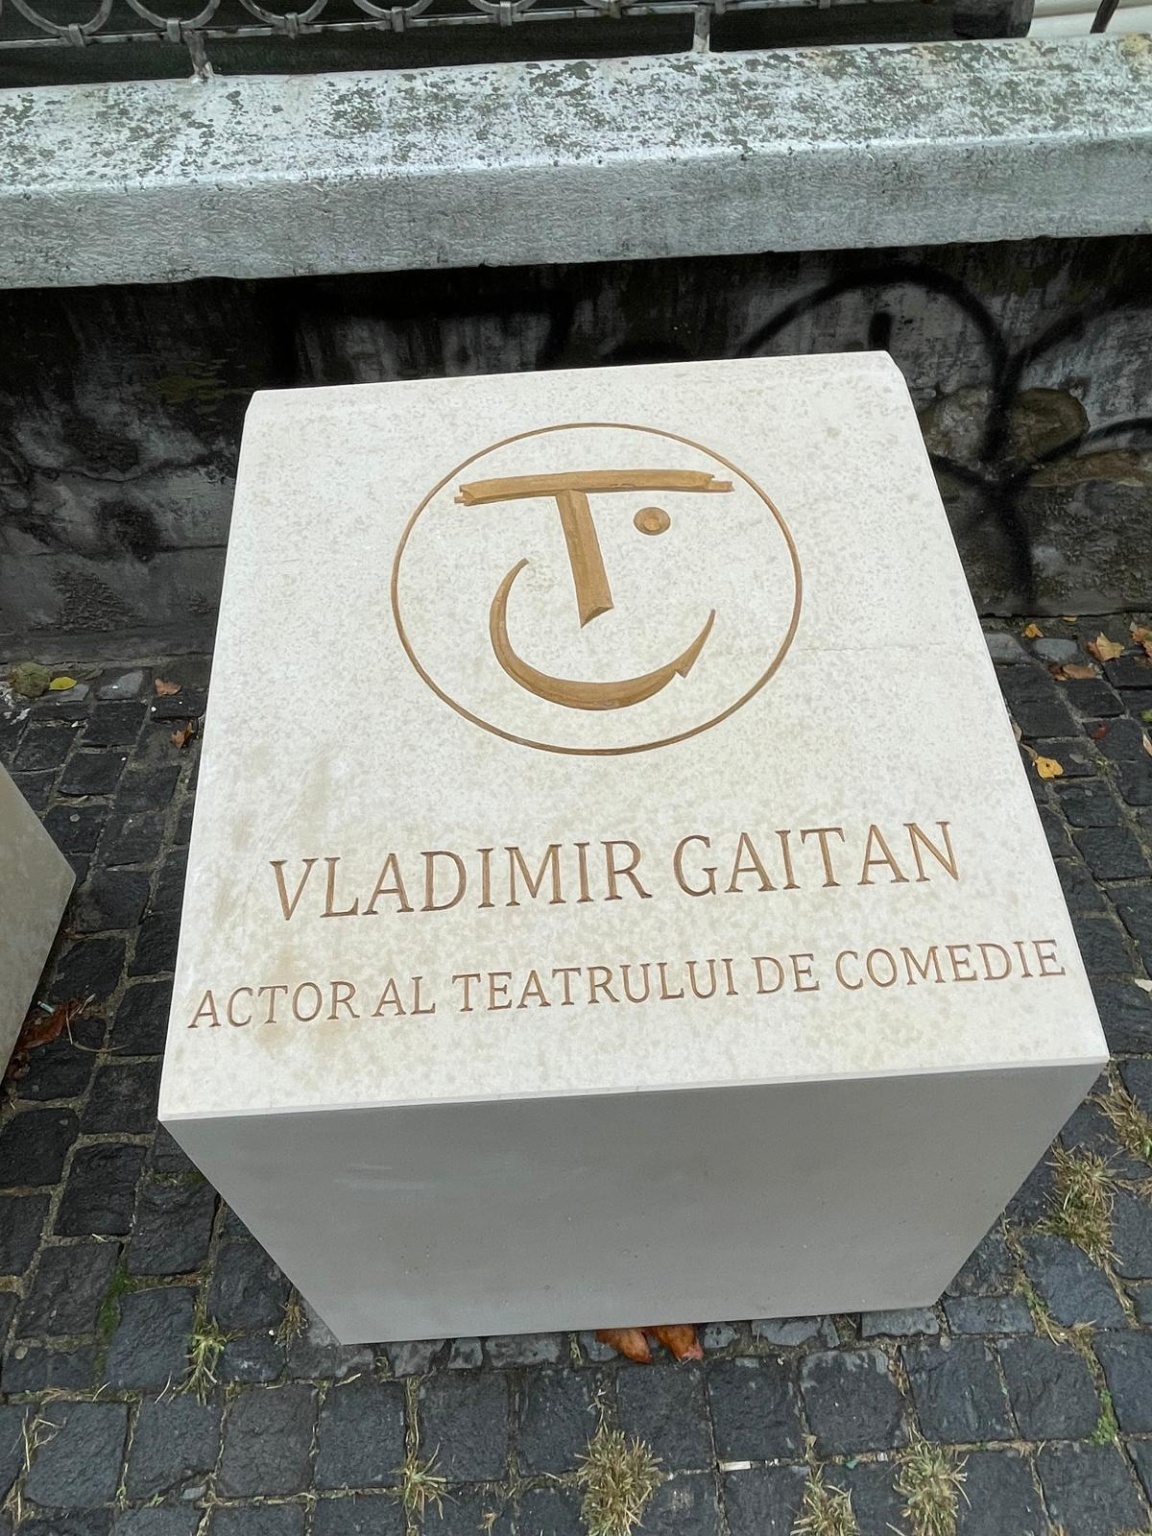 VLADIMIR GAITAN
ACTOR AL TEATRULUI DE COMEDIE